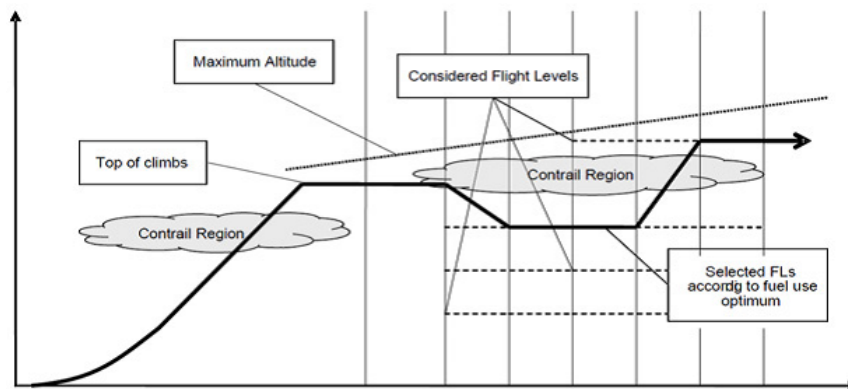 Maximum Altitude
Considered Flight Levels
Top of climbs
Contrail Region
Contrail Region
Selected FLs
accordg to fuel use
optimum